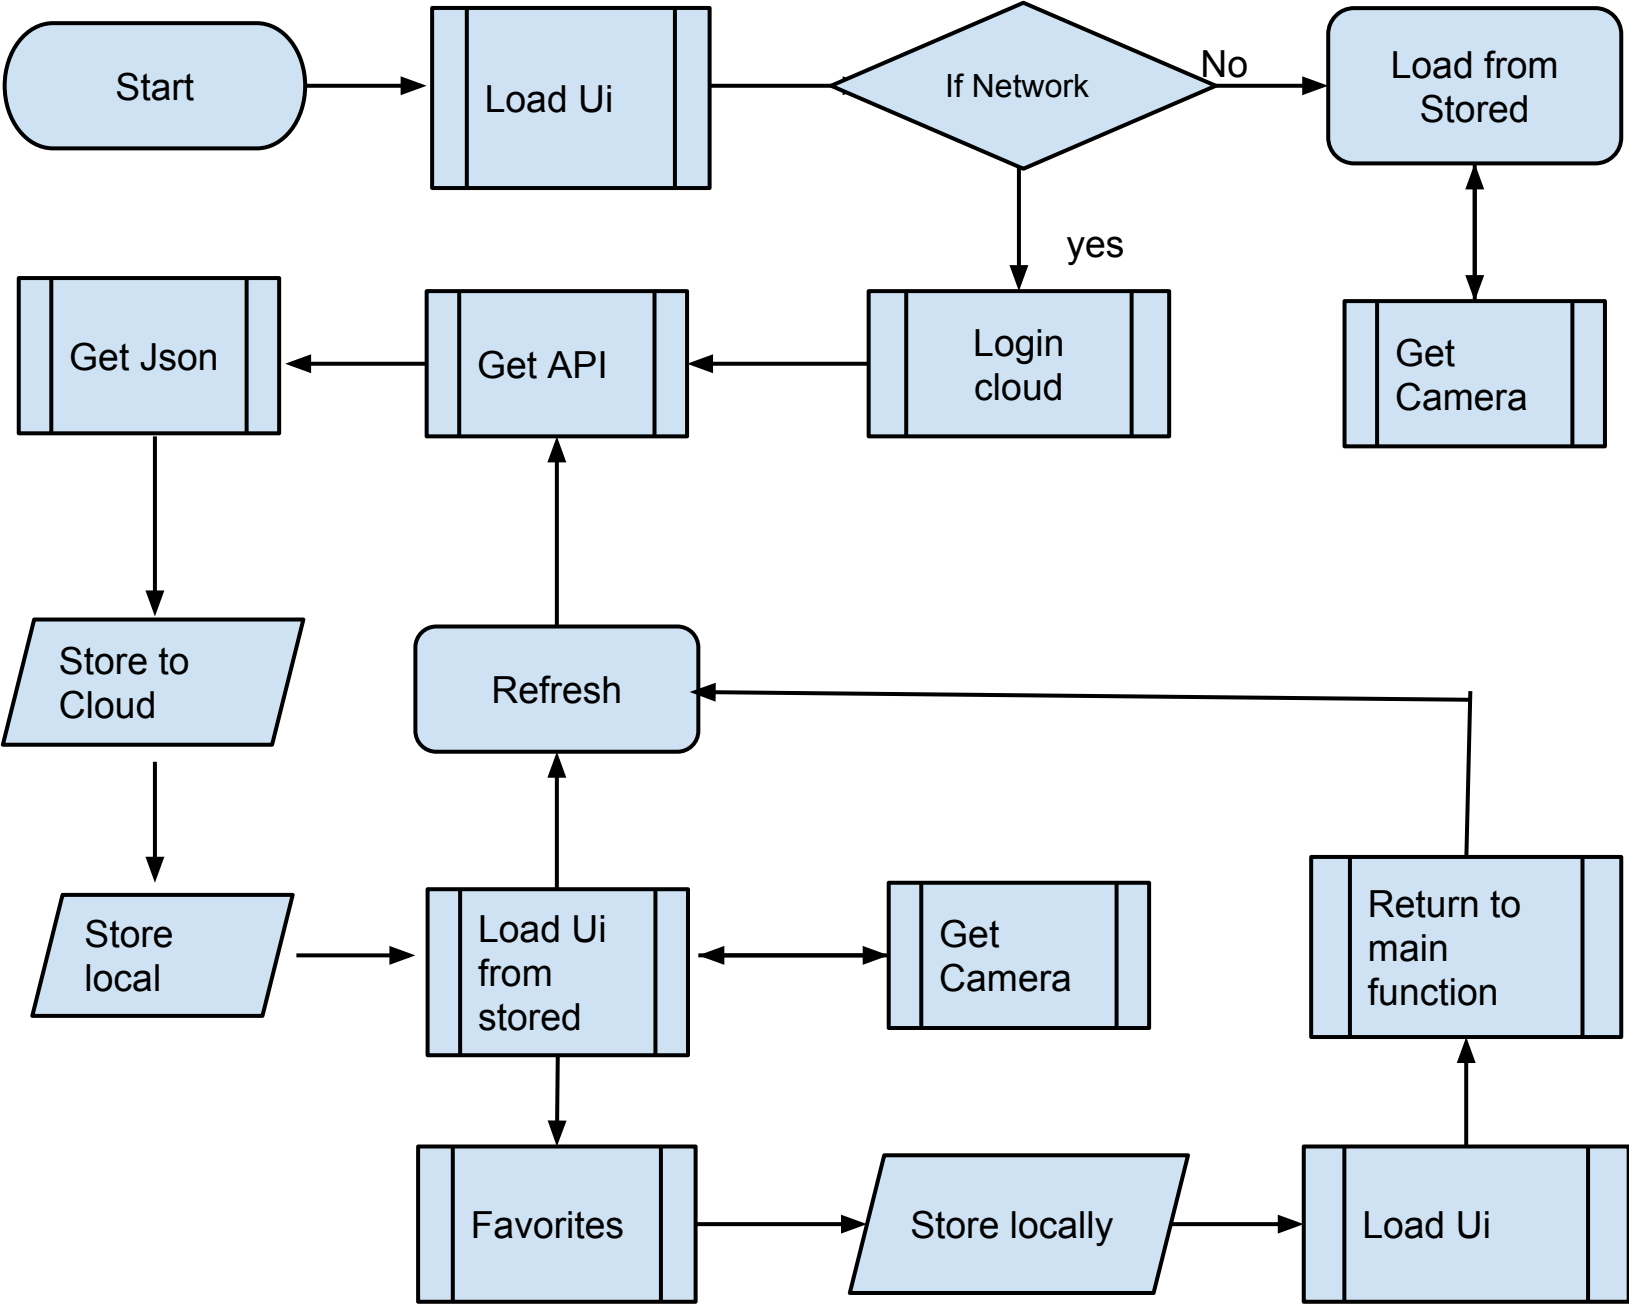 Start
Load Ui
If Network
No
Load from
Stored
yes
Get Json
Get API
Login
cloud
Get
Camera
Store to
Cloud
Refresh
Store
local
Load Ui
from
stored
Get
Camera
Return to
main
function
Favorites
Store locally
Load Ui